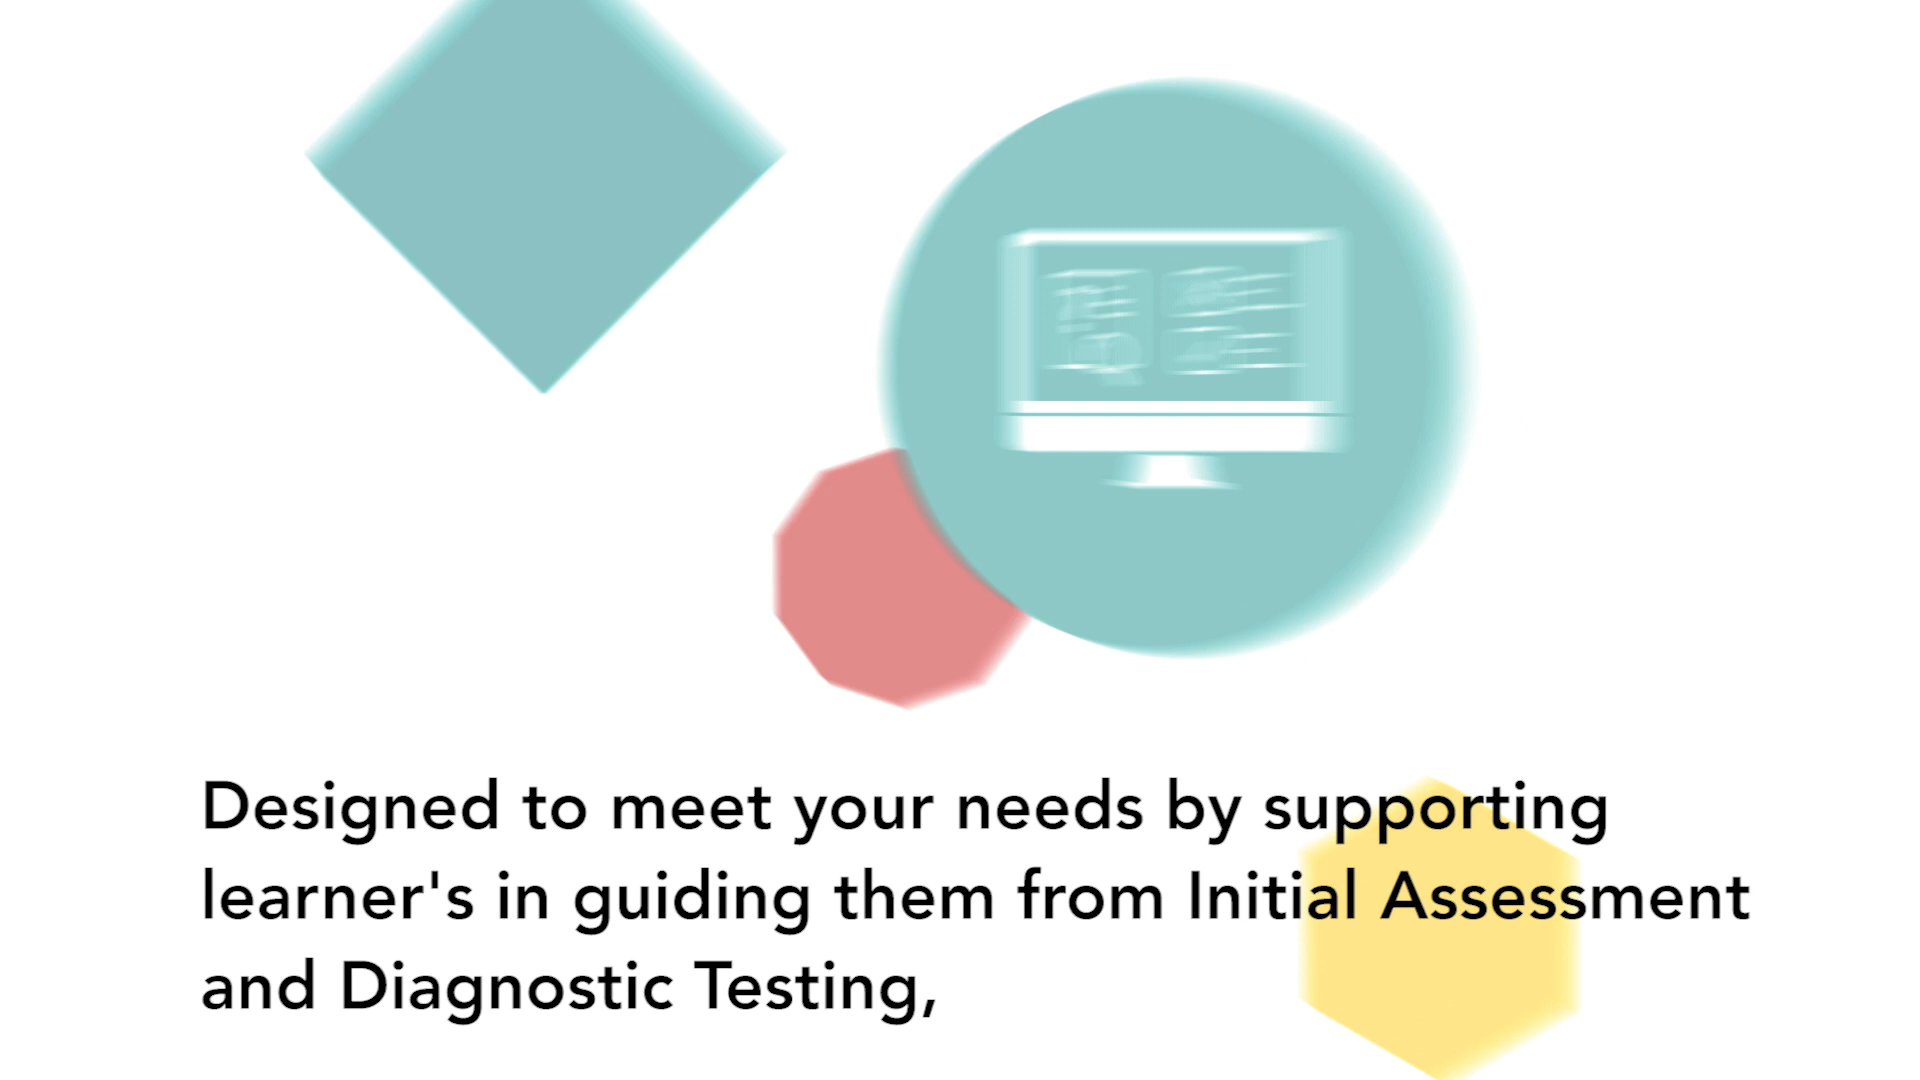 Designed to meet your needs by supporting
learner's in guiding them from Initial Assessment
and Diagnostic Testing,